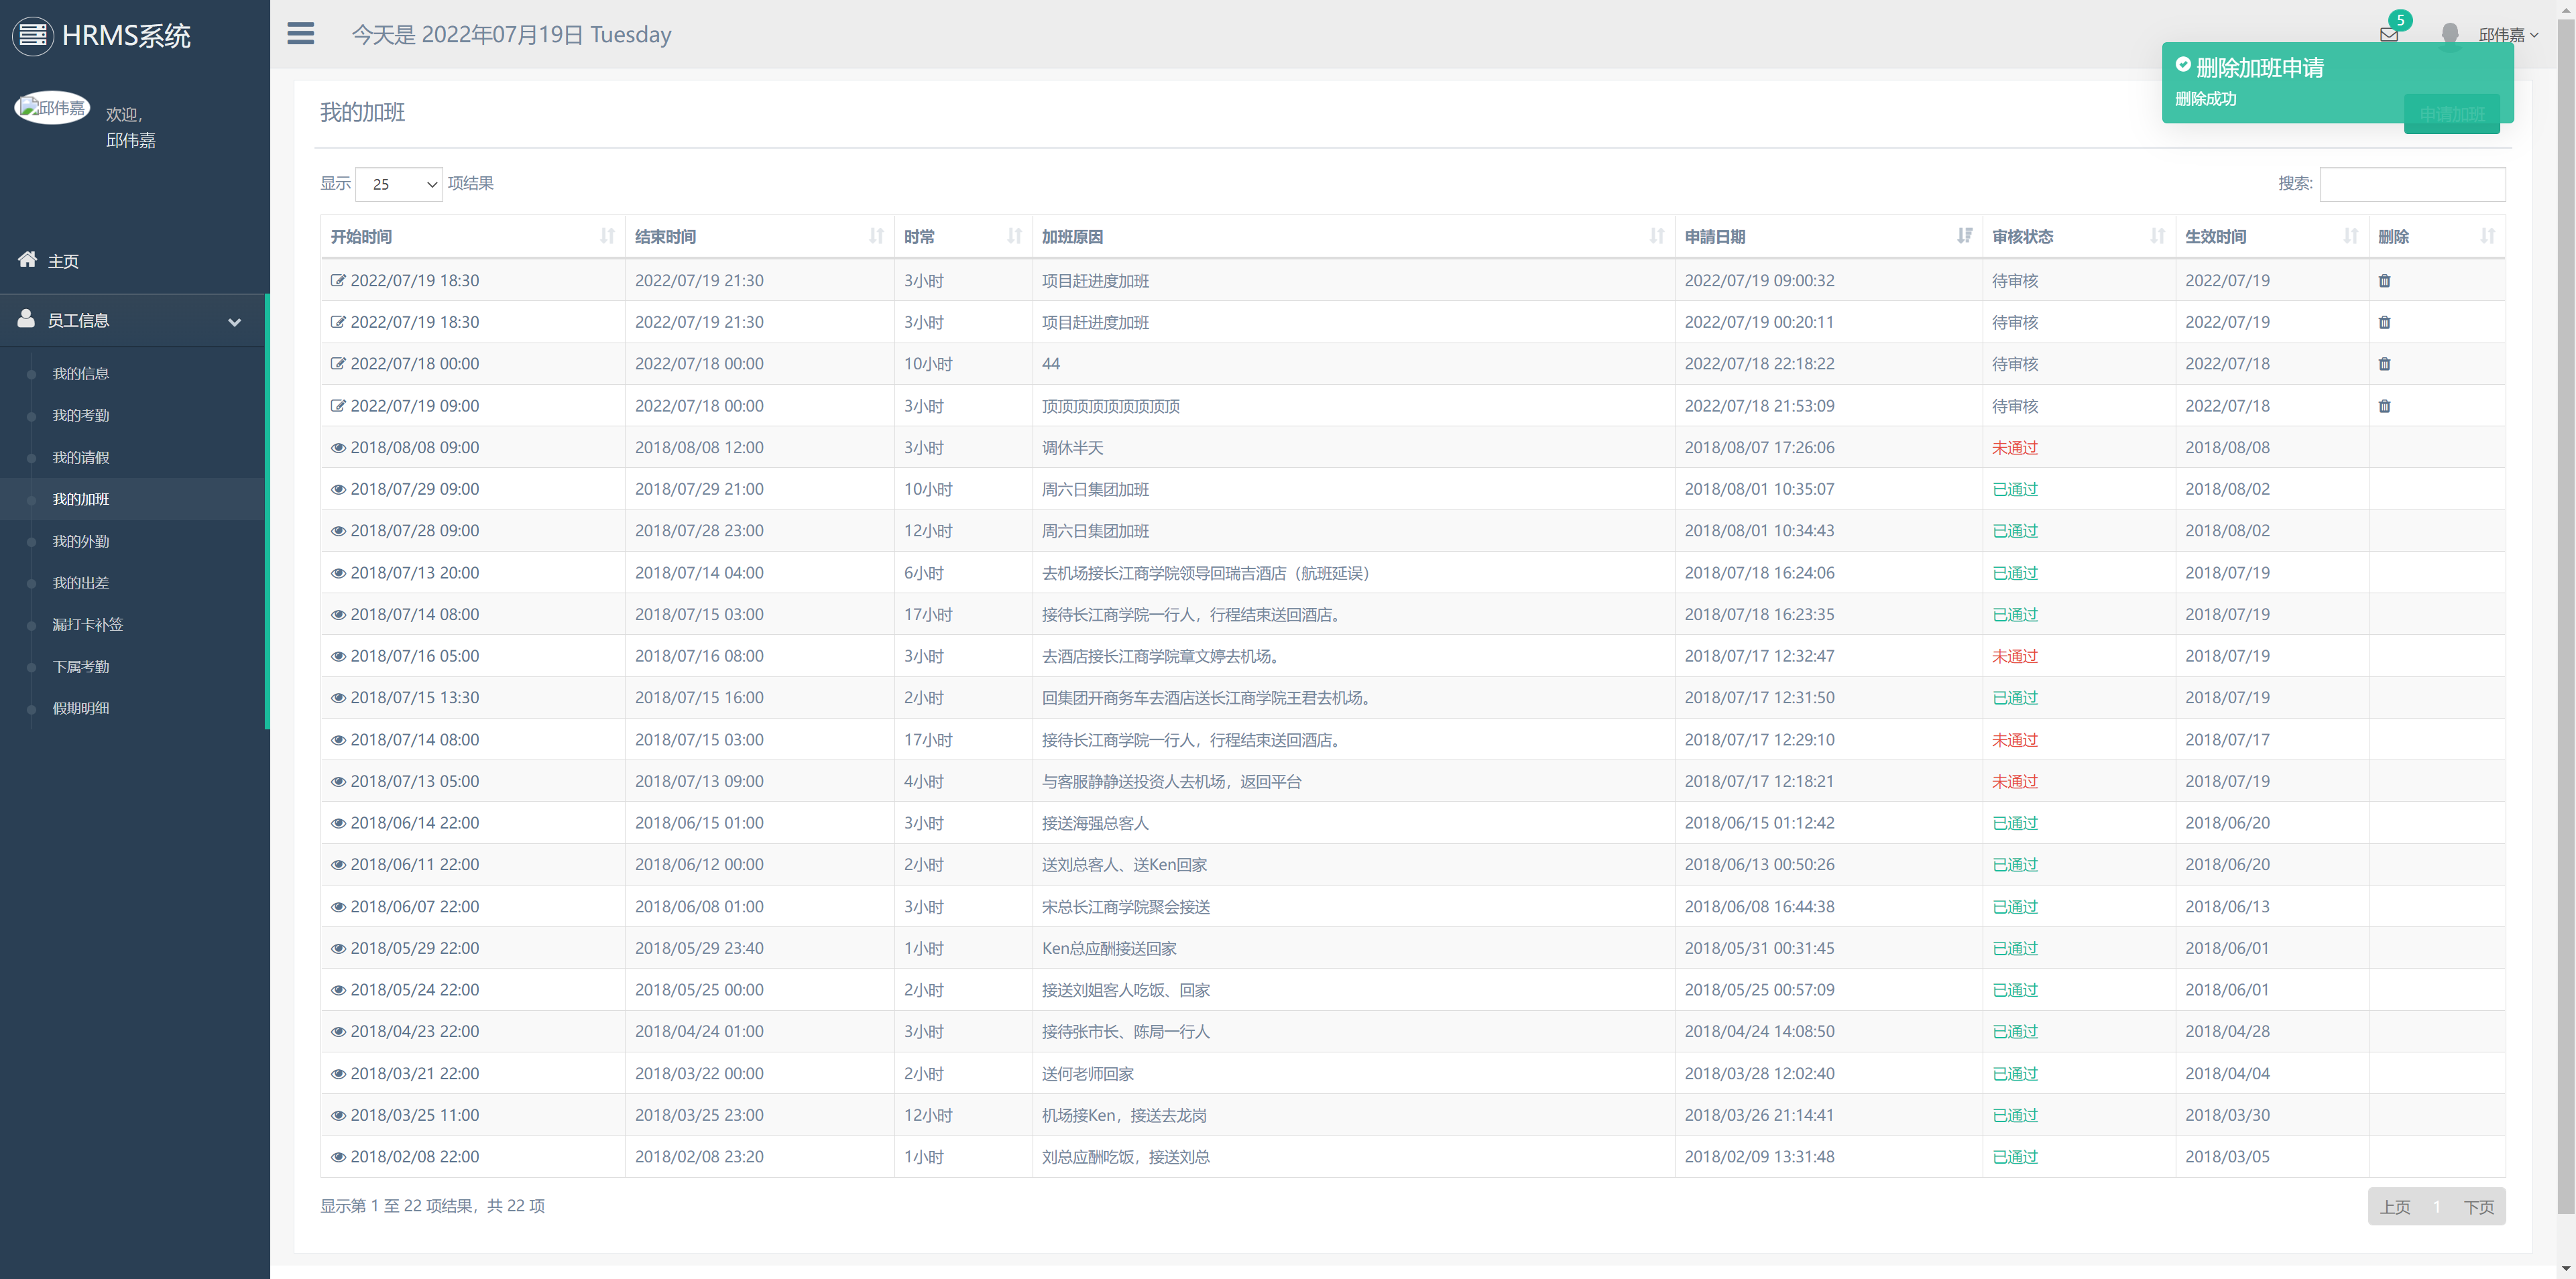 HRMS系统
今天是 2022年07月19日 Tuesday
5
邱伟嘉
删除加班申请
删除成功
申请加班
邱伟嘉
欢迎,
邱伟嘉
主页
员工信息
我的信息
我的考勤
我的请假
我的加班
我的外勤
我的出差
漏打卡补签
下属考勤
假期明细
我的加班
显示 25 项结果
搜索:
开始时间 结束时间 时常 加班原因 申請日期 审核状态 生效时间 删除
2022/07/19 18:30 2022/07/19 21:30 3小时 项目赶进度加班 2022/07/19 09:00:32 待审核 2022/07/19
2022/07/19 18:30 2022/07/19 21:30 3小时 项目赶进度加班 2022/07/19 00:20:11 待审核 2022/07/19
2022/07/18 00:00 2022/07/18 00:00 10小时 44 2022/07/18 22:18:22 待审核 2022/07/18
2022/07/19 09:00 2022/07/18 00:00 3小时 顶顶顶顶顶顶顶顶顶 2022/07/18 21:53:09 待审核 2022/07/18
2018/08/08 09:00 2018/08/08 12:00 3小时 调休半天 2018/08/07 17:26:06 未通过 2018/08/08
2018/07/29 09:00 2018/07/29 21:00 10小时 周六日集团加班 2018/08/01 10:35:07 已通过 2018/08/02
2018/07/28 09:00 2018/07/28 23:00 12小时 周六日集团加班 2018/08/01 10:34:43 已通过 2018/08/02
2018/07/13 20:00 2018/07/14 04:00 6小时 去机场接长江商学院领导回瑞吉酒店（航班延误） 2018/07/18 16:24:06 已通过 2018/07/19
2018/07/14 08:00 2018/07/15 03:00 17小时 接待长江商学院一行人，行程结束送回酒店。 2018/07/18 16:23:35 已通过 2018/07/19
2018/07/16 05:00 2018/07/16 08:00 3小时 去酒店接长江商学院章文婷去机场。 2018/07/17 12:32:47 未通过 2018/07/19
2018/07/15 13:30 2018/07/15 16:00 2小时 回集团开商务车去酒店送长江商学院王君去机场。 2018/07/17 12:31:50 已通过 2018/07/19
2018/07/14 08:00 2018/07/15 03:00 17小时 接待长江商学院一行人，行程结束送回酒店。 2018/07/17 12:29:10 未通过 2018/07/17
2018/07/13 05:00 2018/07/13 09:00 4小时 与客服静静送投资人去机场，返回平台 2018/07/17 12:18:21 未通过 2018/07/19
2018/06/14 22:00 2018/06/15 01:00 3小时 接送海强总客人 2018/06/15 01:12:42 已通过 2018/06/20
2018/06/11 22:00 2018/06/12 00:00 2小时 送刘总客人、送Ken回家 2018/06/13 00:50:26 已通过 2018/06/20
2018/06/07 22:00 2018/06/08 01:00 3小时 宋总长江商学院聚会接送 2018/06/08 16:44:38 已通过 2018/06/13
2018/05/29 22:00 2018/05/29 23:40 1小时 Ken总应酬接送回家 2018/05/31 00:31:45 已通过 2018/06/01
2018/05/24 22:00 2018/05/25 00:00 2小时 接送刘姐客人吃饭、回家 2018/05/25 00:57:09 已通过 2018/06/01
2018/04/23 22:00 2018/04/24 01:00 3小时 接待张市长、陈局一行人 2018/04/24 14:08:50 已通过 2018/04/28
2018/03/21 22:00 2018/03/22 00:00 2小时 送何老师回家 2018/03/28 12:02:40 已通过 2018/04/04
2018/03/25 11:00 2018/03/25 23:00 12小时 机场接Ken，接送去龙岗 2018/03/26 21:14:41 已通过 2018/03/30
2018/02/08 22:00 2018/02/08 23:20 1小时 刘总应酬吃饭，接送刘总 2018/02/09 13:31:48 已通过 2018/03/05
显示第 1 至 22 项结果，共 22 项
上页 1 下页